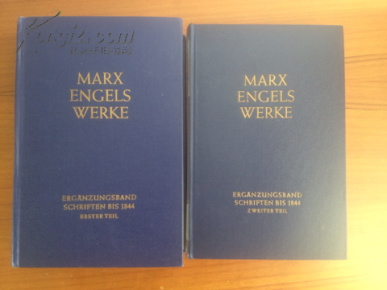 MARX
ENGELS
WERKE
ERGÄNZUNGSBAND
SCHRIFTEN BIS 1844
ERSTER TEIL
MARX
ENGELS
WERKE
ERGÄNZUNGSBAND
SCHRIFTEN BIS 1844
ZWEITER TEIL